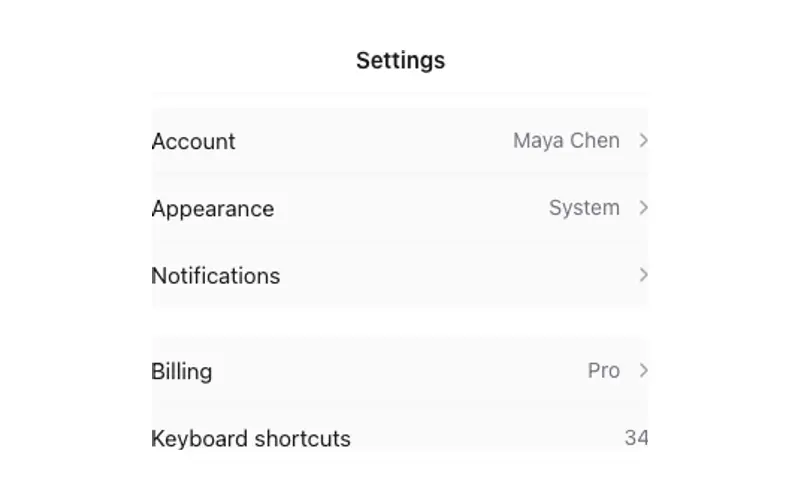 Settings
Account Maya Chen
Appearance System
Notifications
Billing Pro
Keyboard shortcuts 34